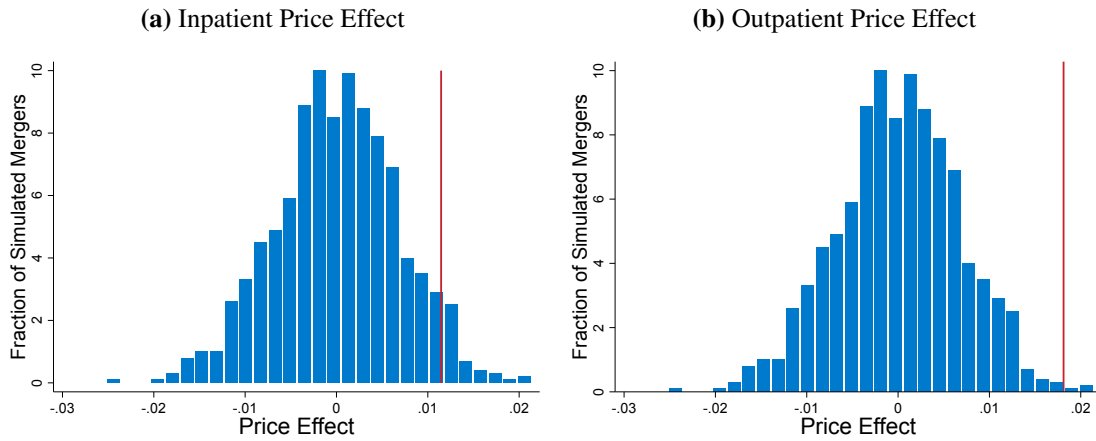 (a) Inpatient Price Effect
Fraction of Simulated Mergers
10
8
6
4
2
0
-.03 -.02 -.01 0 .01 .02
Price Effect
(b) Outpatient Price Effect
Fraction of Simulated Mergers
10
8
6
4
2
0
-.03 -.02 -.01 0 .01 .02
Price Effect